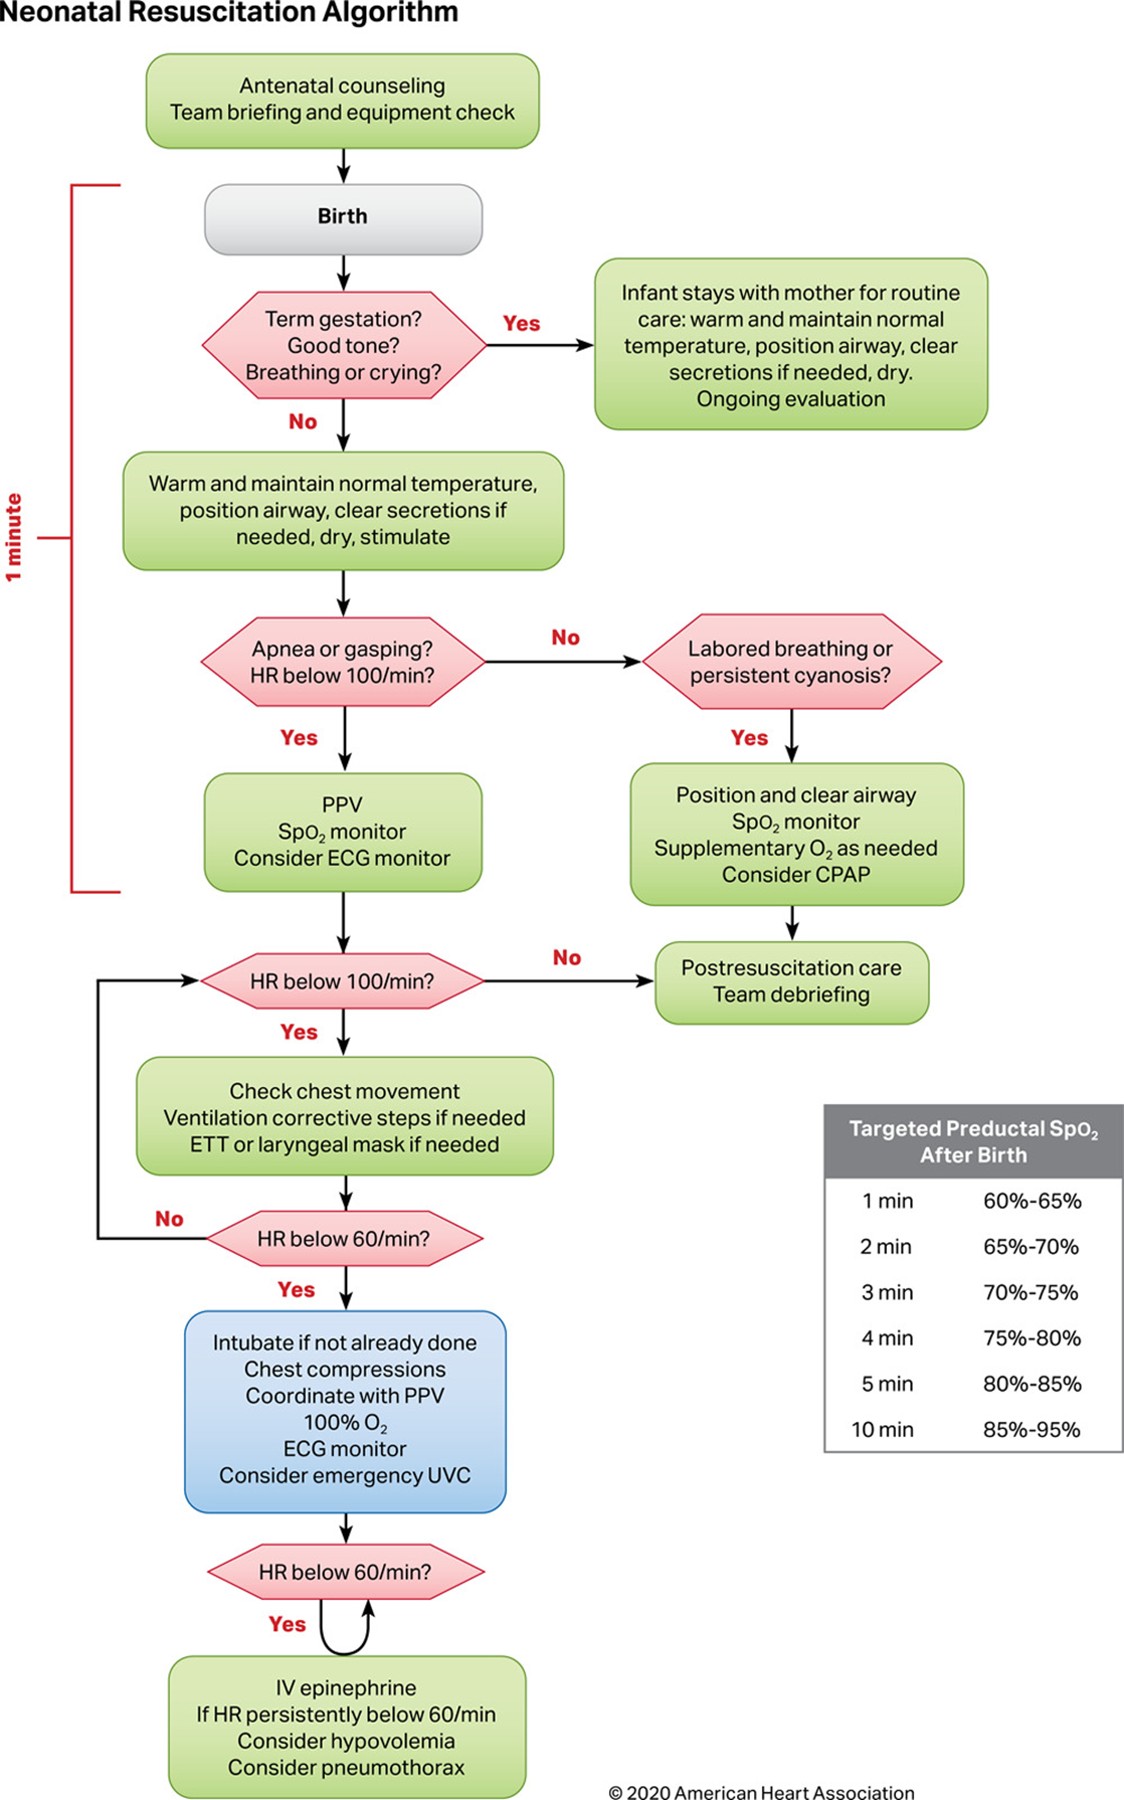 Neonatal Resuscitation Algorithm
Antenatal counseling
Team briefing and equipment check
Birth
Term gestation?
Good tone?
Breathing or crying?
Yes
Infant stays with mother for routine
care: warm and maintain normal
temperature, position airway, clear
secretions if needed, dry.
Ongoing evaluation
No
Warm and maintain normal temperature,
position airway, clear secretions if
needed, dry, stimulate
1 minute
Apnea or gasping?
HR below 100/min?
No
Labored breathing or
persistent cyanosis?
Yes
Yes
PPV
SpO₂ monitor
Consider ECG monitor
Position and clear airway
SpO₂ monitor
Supplementary O₂ as needed
Consider CPAP
HR below 100/min?
No
Postresuscitation care
Team debriefing
Yes
Check chest movement
Ventilation corrective steps if needed
ETT or laryngeal mask if needed
No
HR below 60/min?
Yes
Intubate if not already done
Chest compressions
Coordinate with PPV
100% O₂
ECG monitor
Consider emergency UVC
HR below 60/min?
Yes
IV epinephrine
If HR persistently below 60/min
Consider hypovolemia
Consider pneumothorax
Targeted Preductal SpO₂
After Birth
1 min 60%-65%
2 min 65%-70%
3 min 70%-75%
4 min 75%-80%
5 min 80%-85%
10 min 85%-95%
© 2020 American Heart Association